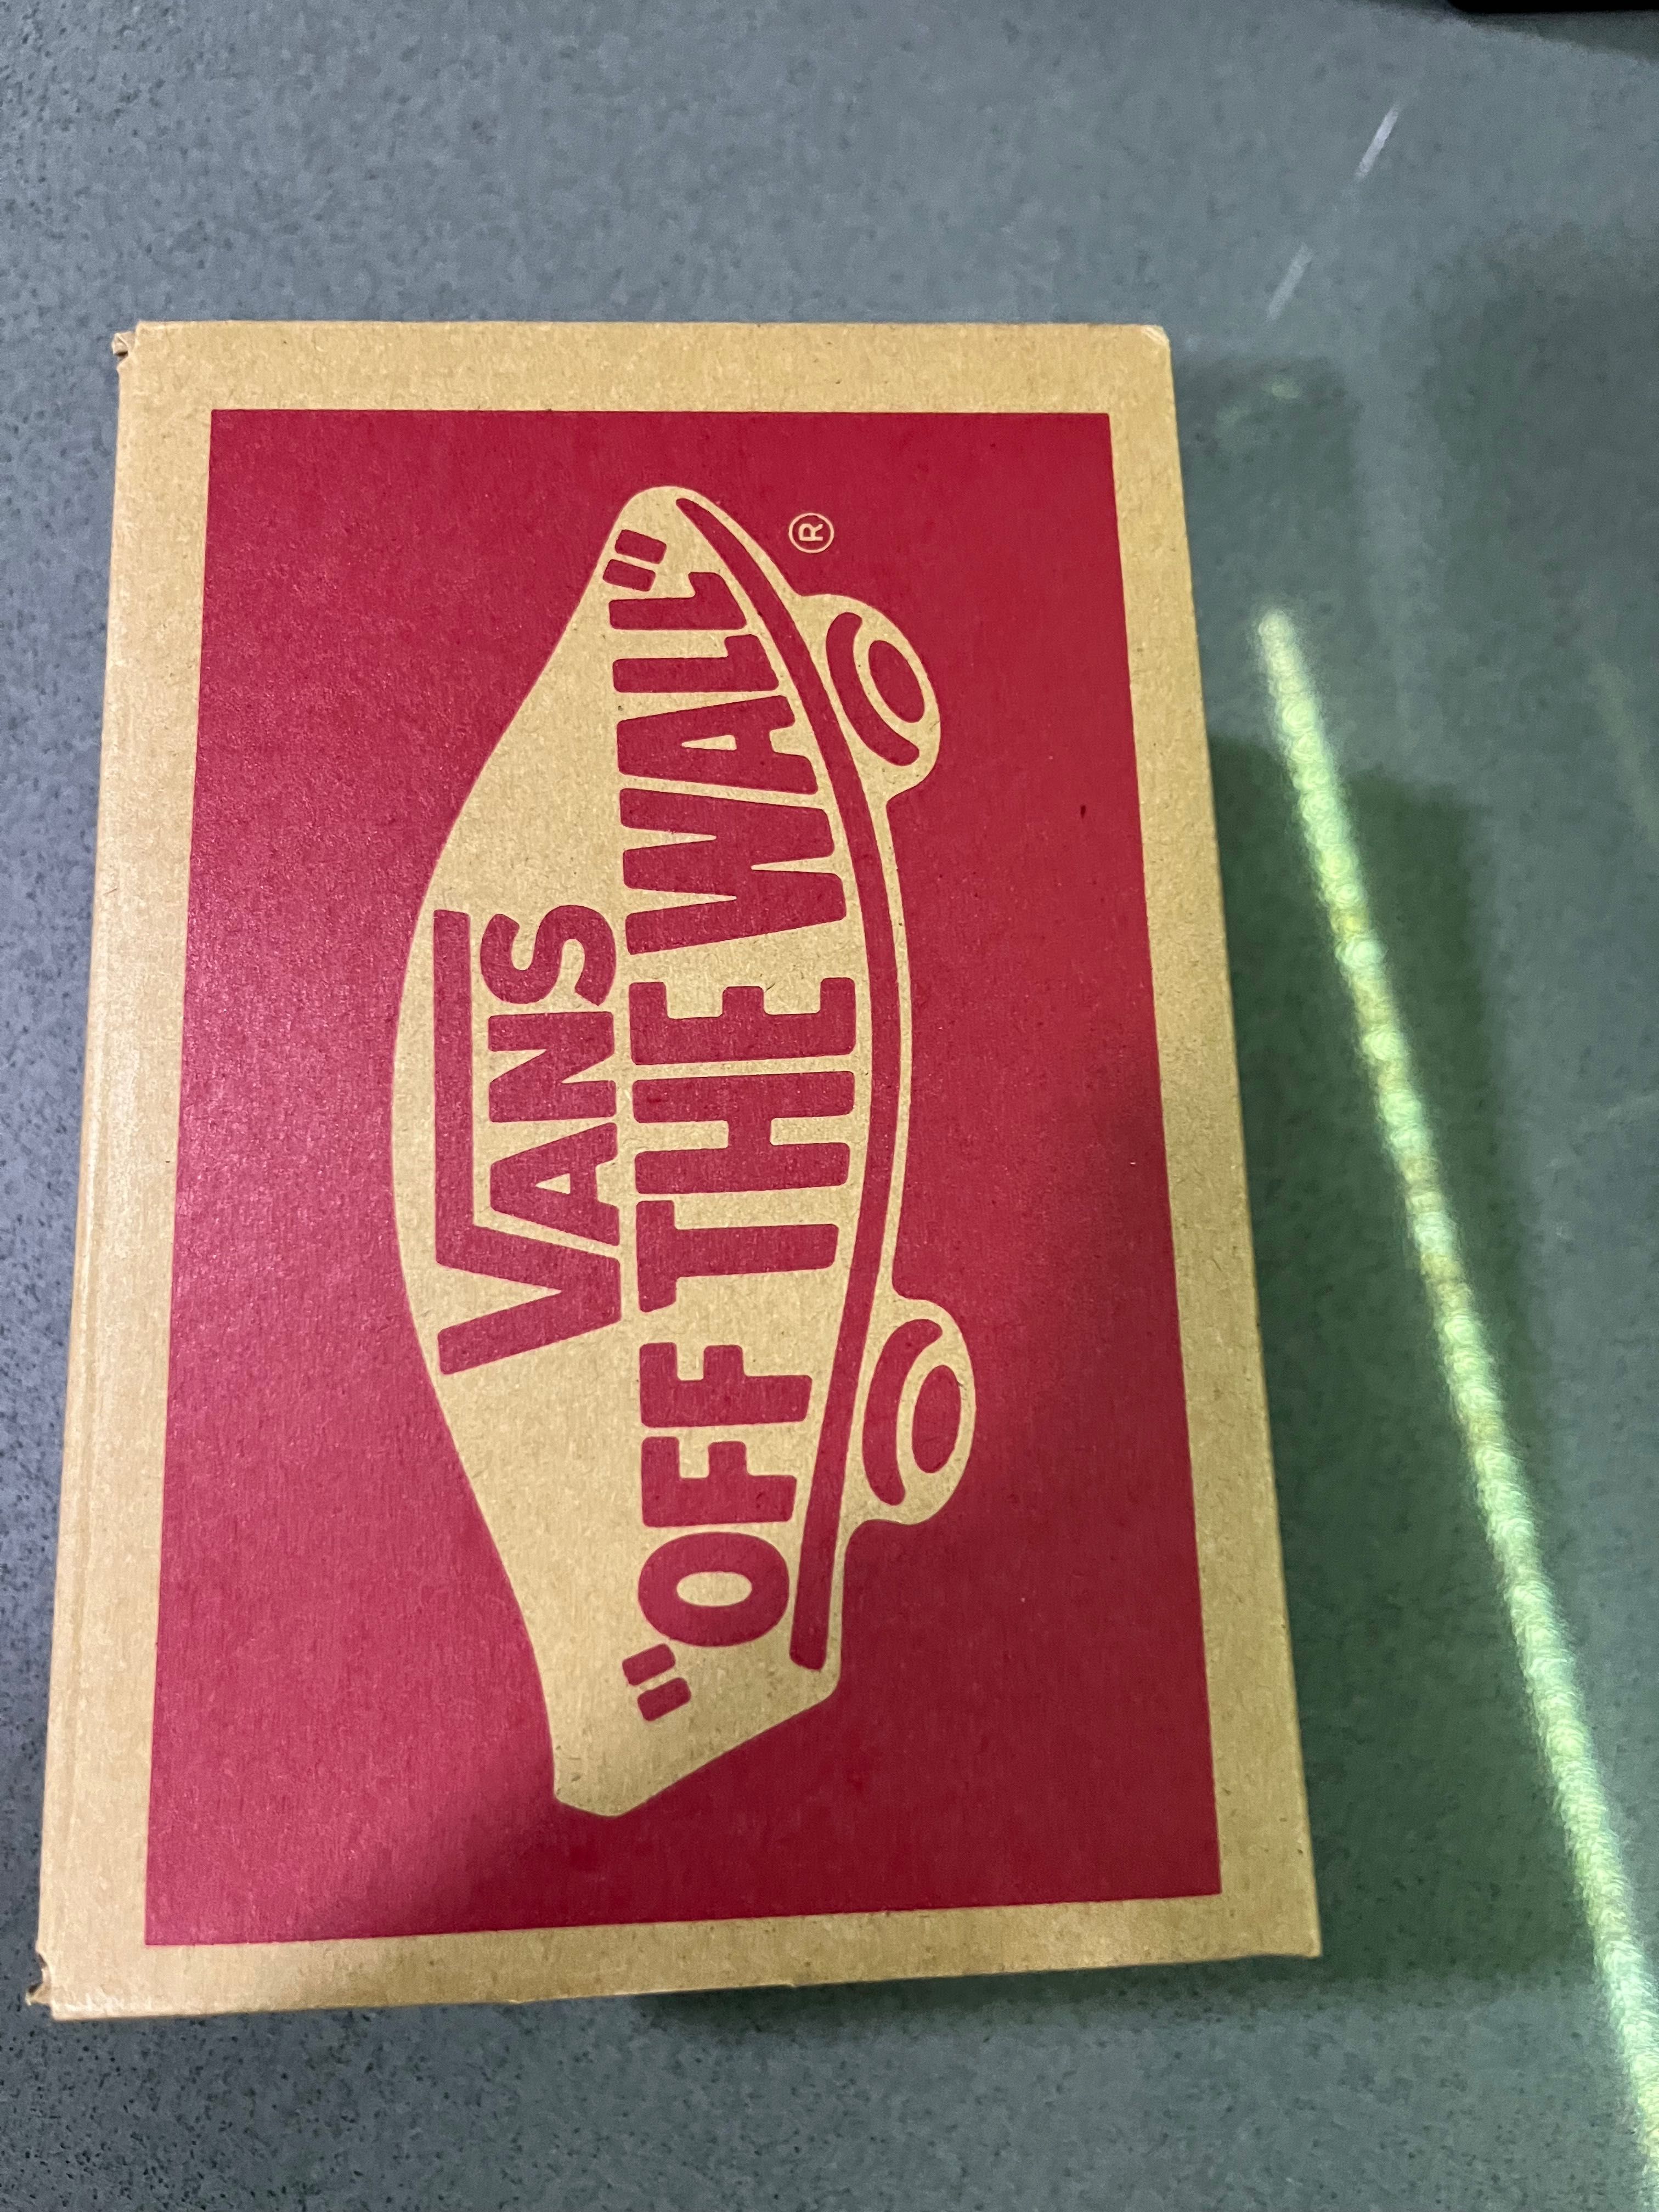 VANS
"OFF THE WALL"
®